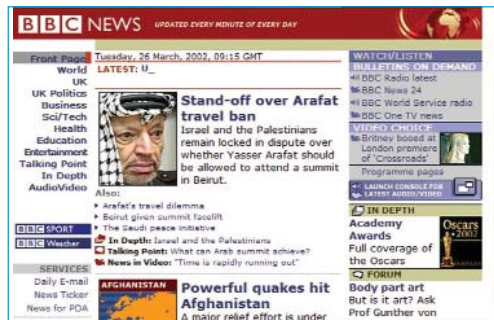 BBC NEWS UPDATED EVERY MINUTE OF EVERY DAY
Front Page
World
UK
UK Politics
Business
Sci/Tech
Health
Education
Entertainment
Talking Point
In Depth
AudioVideo
BBC SPORT
BBC Weather
SERVICES
Daily E-mail
News Ticker
News for PDA
Tuesday, 26 March, 2002, 09:15 GMT
LATEST: U_
Stand-off over Arafat
travel ban
Israel and the Palestinians
remain locked in dispute over
whether Yasser Arafat should
be allowed to attend a summit
in Beirut.
Also:
Arafat's travel dilemma
Beirut given summit facelift
The Saudi peace initiative
In Depth: Israel and the Palestinians
Talking Point: What can Arab summit achieve?
News in Video: "Time is rapidly running out"
AFGHANISTAN
Powerful quakes hit
Afghanistan
A major relief effort is under
WATCH/LISTEN
BULLETINS ON DEMAND
BBC Radio latest
BBC News 24
BBC World Service radio
BBC One TV news
VIDEO CHOICE
Britney booed at
London premiere
of 'Crossroads'
Programme pages
LAUNCH CONSOLE FOR
LATEST AUDIO/VIDEO
IN DEPTH
Academy
Awards
Full coverage of
the Oscars
Oscars
2002
FORUM
Body part art
But is it art? Ask
Prof Gunther von